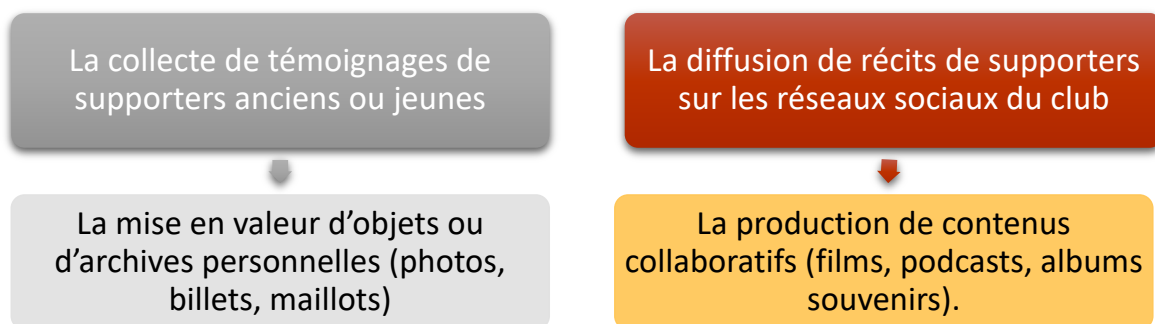 La collecte de témoignages de
supporters anciens ou jeunes
La mise en valeur d’objets ou
d’archives personnelles (photos,
billets, maillots)
La diffusion de récits de supporters
sur les réseaux sociaux du club
La production de contenus
collaboratifs (films, podcasts, albums
souvenirs).